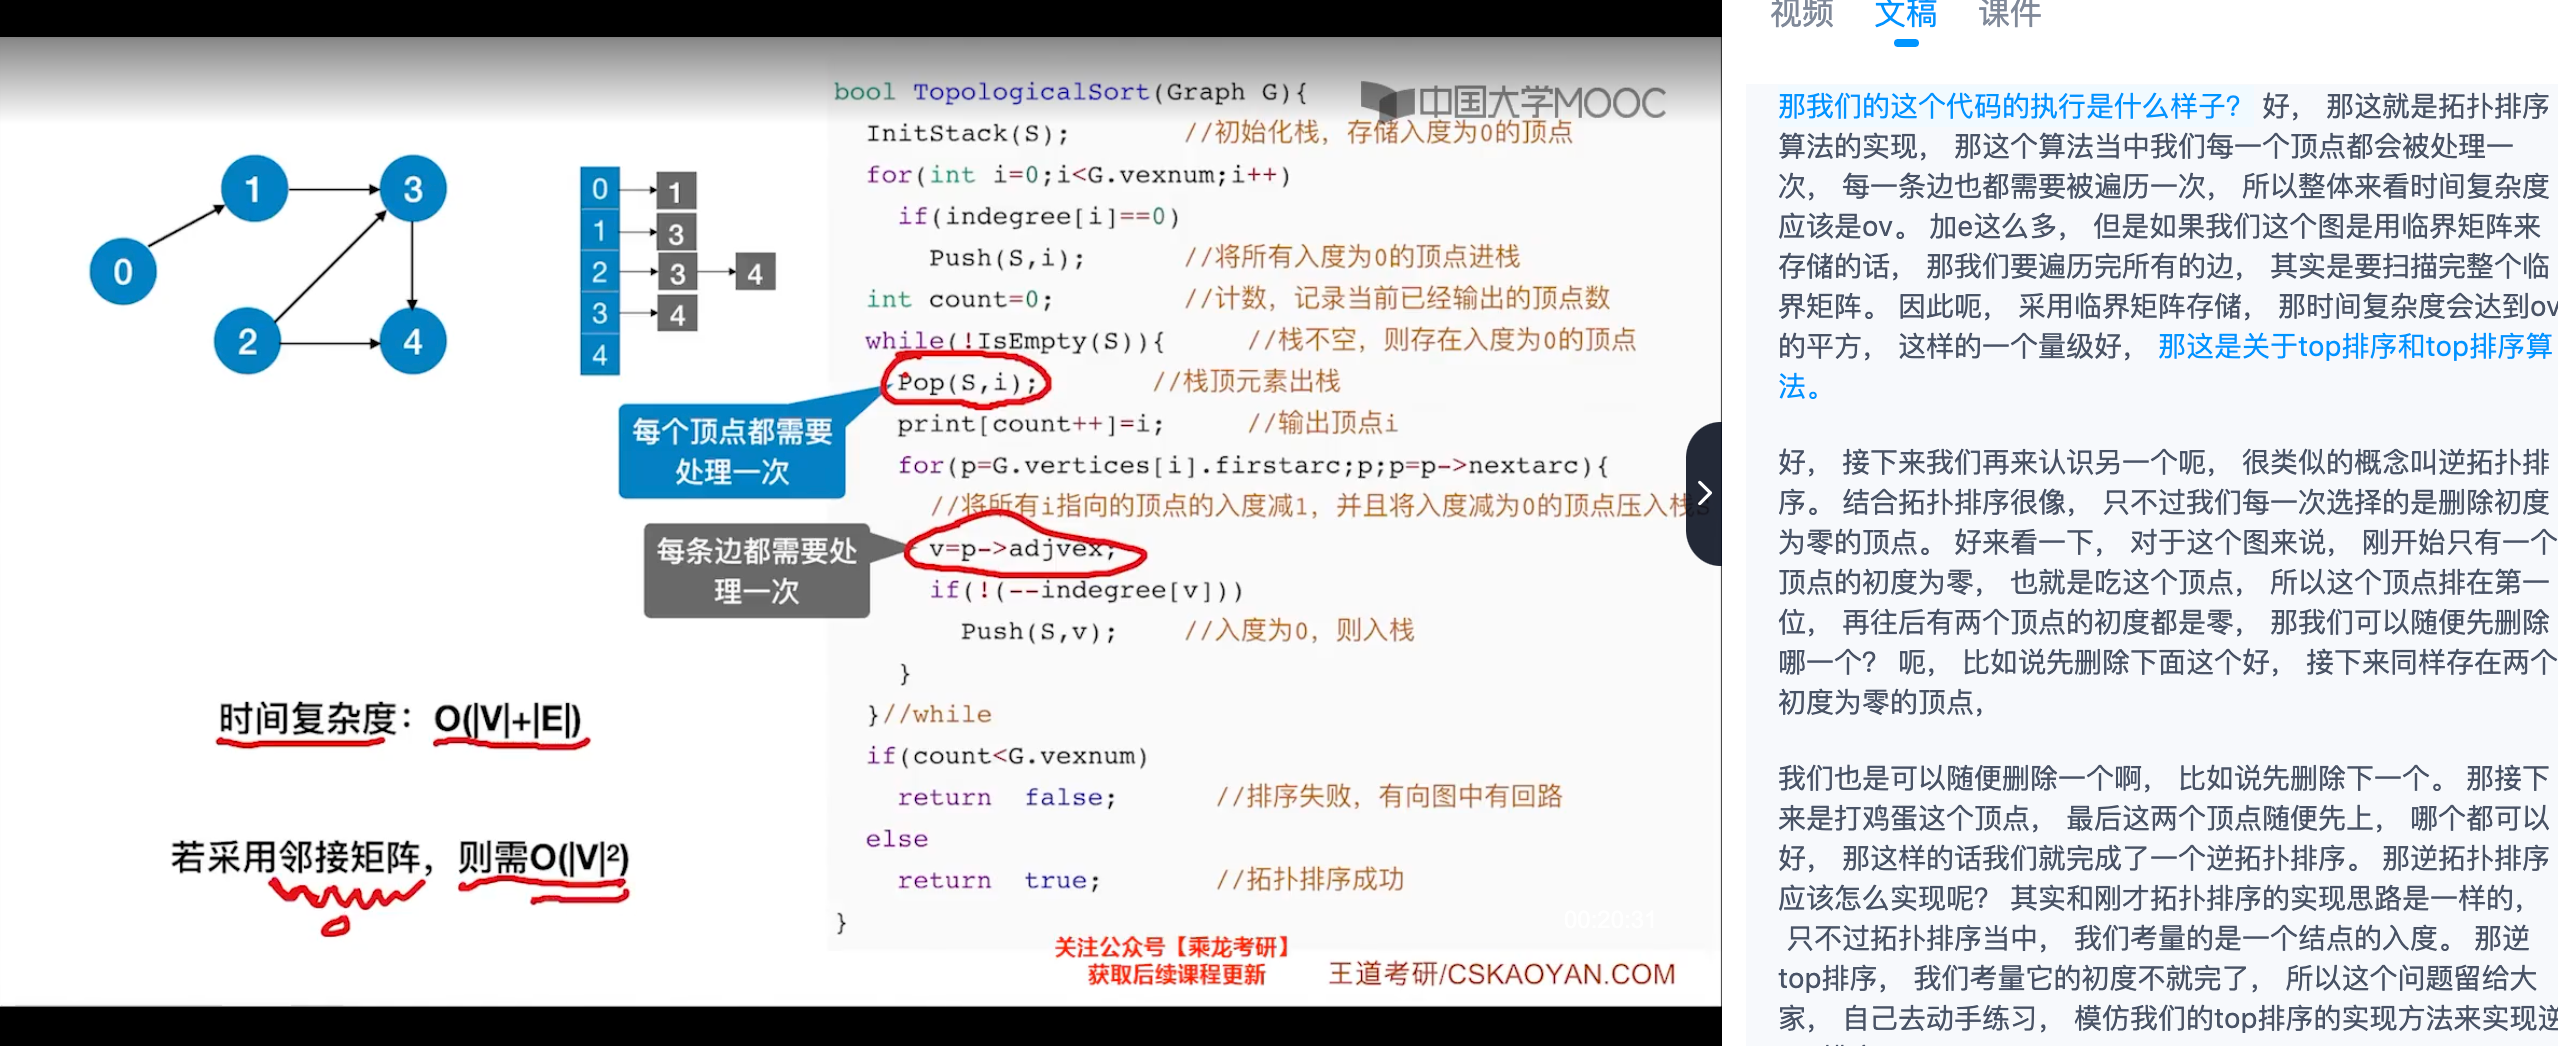 中国大学MOOC
bool TopologicalSort(Graph G){
InitStack(S); //初始化栈，存储入度为0的顶点
for(int i=0;i<G.vexnum;i++)
if(indegree[i]==0)
Push(S,i); //将所有入度为0的顶点进栈
int count=0; //计数，记录当前已经输出的顶点数
while(!IsEmpty(S)){ //栈不空，则存在入度为0的顶点
Pop(S,i); //栈顶元素出栈
print[count++]=i; //输出顶点i
for(p=G.vertices[i].firstarc;p;p=p->nextarc){
//将所有i指向的顶点的入度减1，并且将入度减为0的顶点压入栈S
v=p->adjvex;
if(!(--indegree[v]))
Push(S,v); //入度为0，则入栈
}
}//while
if(count<G.vexnum)
return false; //排序失败，有向图中有回路
else
return true; //拓扑排序成功
}
0
1
3
2
4
0 1
1 3
2 3 4
3 4
4
每个顶点都需要
处理一次
每条边都需要处
理一次
时间复杂度：O(|V|+|E|)
若采用邻接矩阵，则需O(|V|²)
00:20:31
关注公众号【乘龙考研】
获取后续课程更新
王道考研/CSKAOYAN.COM
视频 文稿 课件
那我们的这个代码的执行是什么样子？ 好， 那这就是拓扑排序
算法的实现， 那这个算法当中我们每一个顶点都会被处理一
次， 每一条边也都需要被遍历一次， 所以整体来看时间复杂度
应该是ov。 加e这么多， 但是如果我们这个图是用临界矩阵来
存储的话， 那我们要遍历完所有的边， 其实是要扫描完整个临
界矩阵。 因此呃， 采用临界矩阵存储， 那时间复杂度会达到ov
的平方， 这样的一个量级好， 那这是关于top排序和top排序算
法。
好， 接下来我们再来认识另一个呃， 很类似的概念叫逆拓扑排
序。 结合拓扑排序很像， 只不过我们每一次选择的是删除初度
为零的顶点。 好来看一下， 对于这个图来说， 刚开始只有一个
顶点的初度为零， 也就是吃这个顶点， 所以这个顶点排在第一
位， 再往后有两个顶点的初度都是零， 那我们可以随便先删除
哪一个？ 呃， 比如说先删除下面这个好， 接下来同样存在两个
初度为零的顶点，
我们也是可以随便删除一个啊， 比如说先删除下一个。 那接下
来是打鸡蛋这个顶点， 最后这两个顶点随便先上， 哪个都可以
好， 那这样的话我们就完成了一个逆拓扑排序。 那逆拓扑排序
应该怎么实现呢？ 其实和刚才拓扑排序的实现思路是一样的，
只不过拓扑排序当中， 我们考量的是一个结点的入度。 那逆
top排序， 我们考量它的初度不就完了， 所以这个问题留给大
家， 自己去动手练习， 模仿我们的top排序的实现方法来实现逆